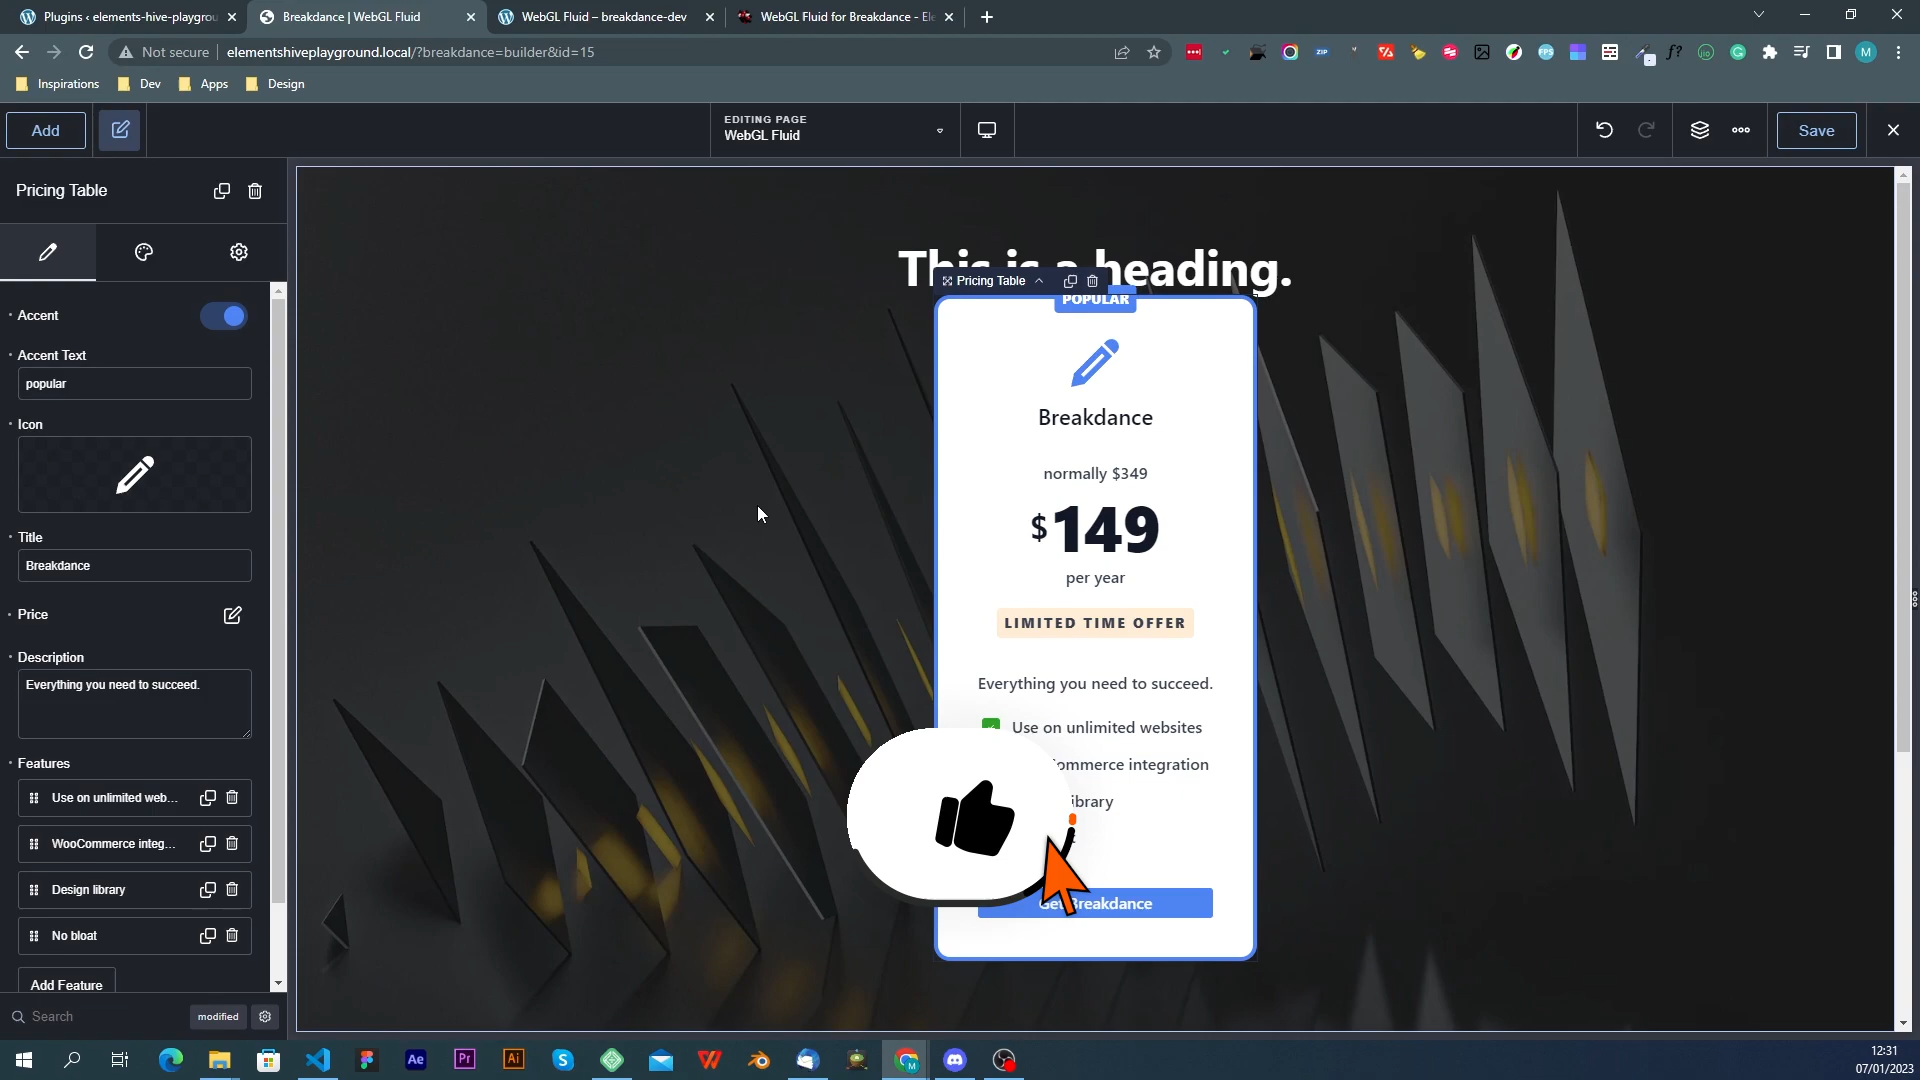 Plugins ‹ elements-hive-playgrou
Breakdance | WebGL Fluid
WebGL Fluid – breakdance-dev
WebGL Fluid for Breakdance - Ele
Not secure
elementshiveplayground.local/?breakdance=builder&id=15
Inspirations
Dev
Apps
Design
Add
EDITING PAGE
WebGL Fluid
Save
Pricing Table
Accent
Accent Text
popular
Icon
Title
Breakdance
Price
Description
Everything you need to succeed.
Features
Use on unlimited web...
WooCommerce integ...
Design library
No bloat
Add Feature
Search
modified
This is a heading.
Pricing Table
POPULAR
Breakdance
normally $349
$149
per year
LIMITED TIME OFFER
Everything you need to succeed.
Use on unlimited websites
ommerce integration
ibrary
Get Breakdance
12:31
07/01/2023